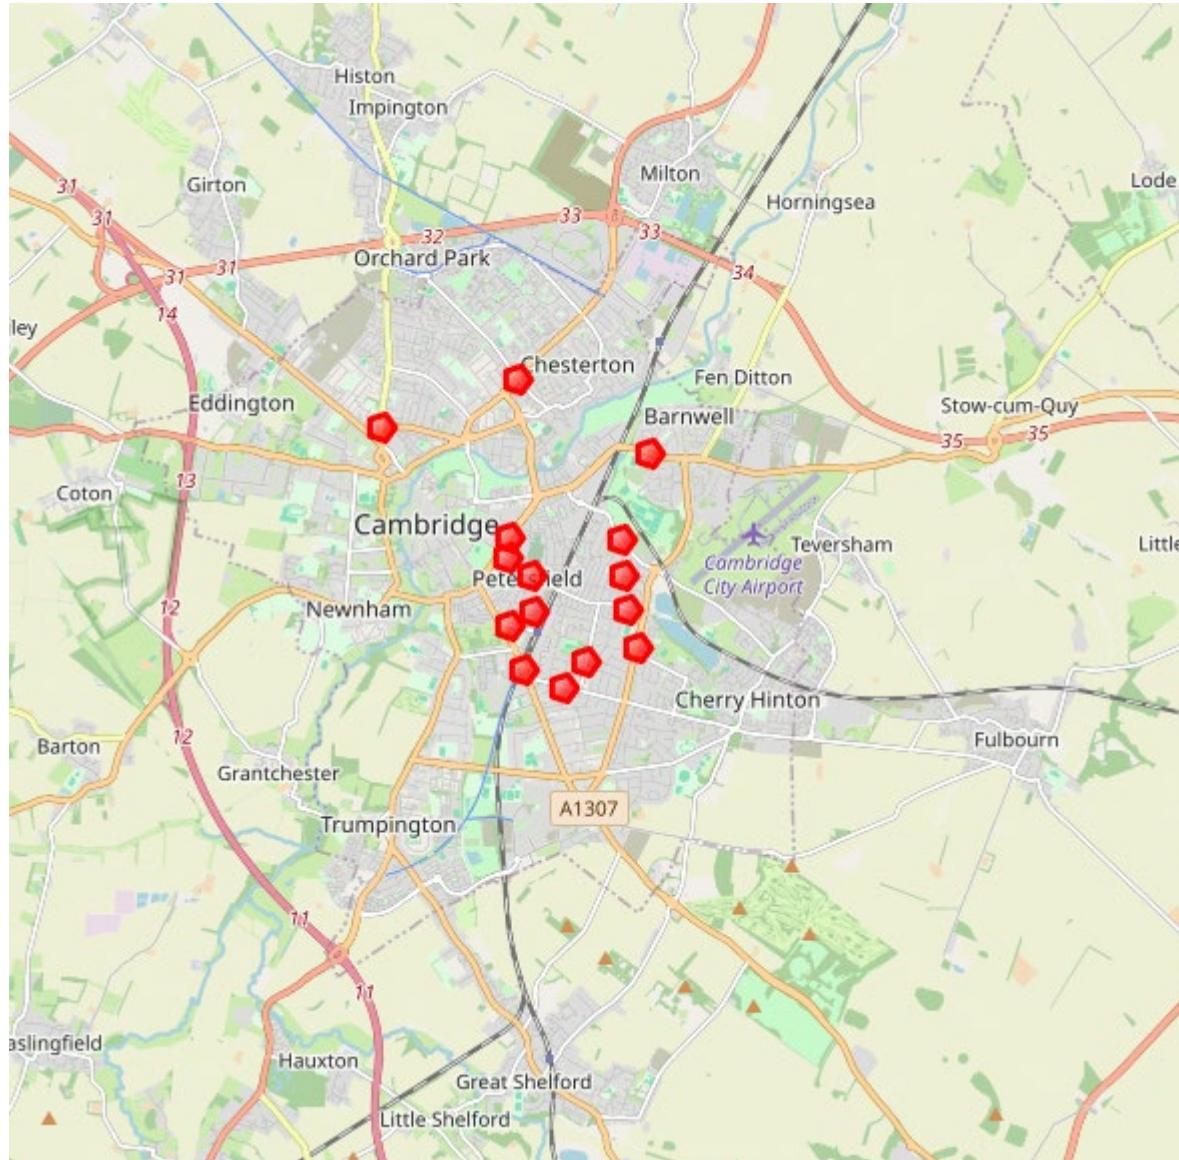 Histon
Impington
Milton
31
Girton
Lode
31
Horningsea
33
33
32
31
31
Orchard Park
34
14
ley
Chesterton
Fen Ditton
Eddington
Stow-cum-Quy
Barnwell
35
35
13
Coton
Cambridge
Teversham
Little
Cambridge
City Airport
Petersfield
12
Newnham
Cherry Hinton
12
Barton
Fulbourn
Grantchester
A1307
Trumpington
11
11
aslingfield
Hauxton
Great Shelford
Little Shelford